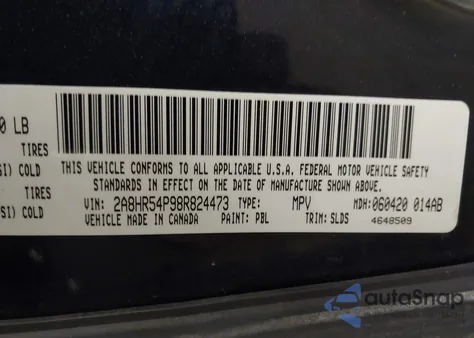 0 LB
TIRES
SI) COLD
TIRES
SI) COLD
THIS VEHICLE CONFORMS TO ALL APPLICABLE U.S.A. FEDERAL MOTOR VEHICLE SAFETY
STANDARDS IN EFFECT ON THE DATE OF MANUFACTURE SHOWN ABOVE.
VIN: 2A8HR54P98R824473 TYPE: MPV MDH: 060420 014AB
VEHICLE MADE IN CANADA PAINT: PBL TRIM: SLDS 4648509
autoSnap